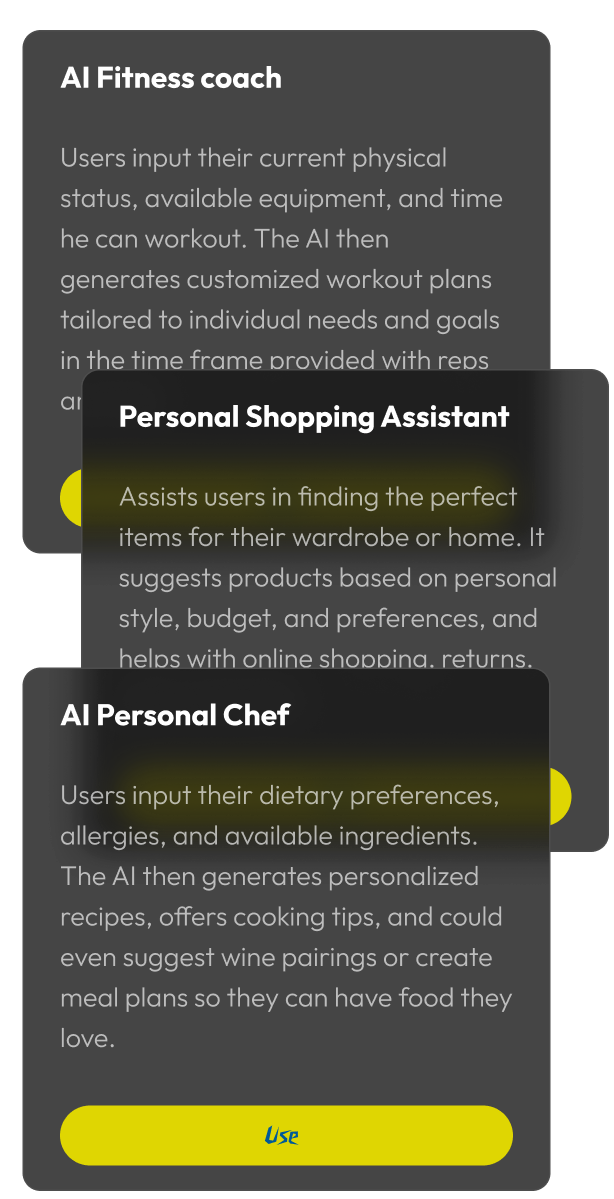 AI Fitness coach
Users input their current physical
status, available equipment, and time
he can workout. The AI then
generates customized workout plans
tailored to individual needs and goals
in the time frame provided with reps
Personal Shopping Assistant
Assists users in finding the perfect
items for their wardrobe or home. It
suggests products based on personal
style, budget, and preferences, and
helps with online shopping, returns,
AI Personal Chef
Users input their dietary preferences,
allergies, and available ingredients.
The AI then generates personalized
recipes, offers cooking tips, and could
even suggest wine pairings or create
meal plans so they can have food they
love.
Use